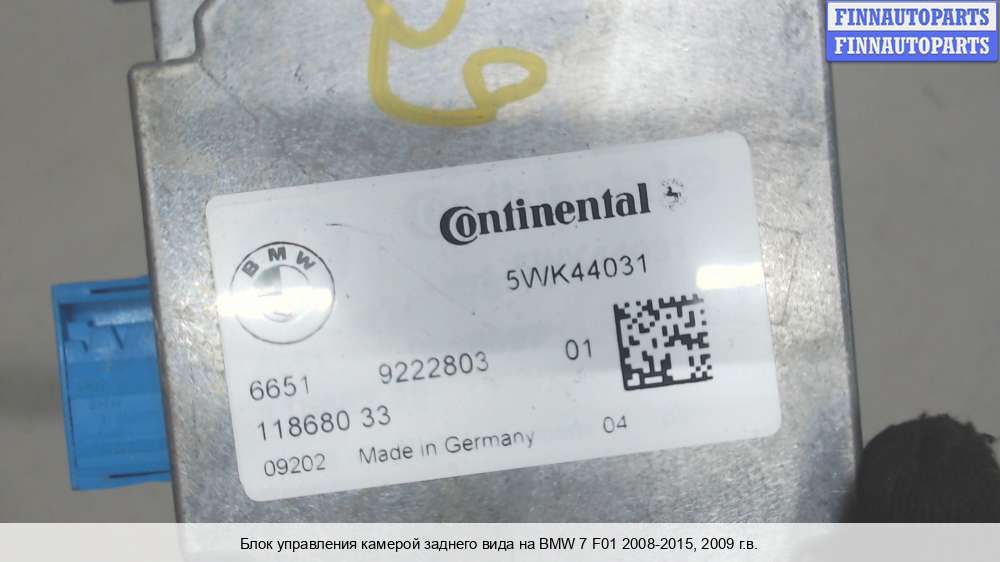 FINNAUTOPARTS
FINNAUTOPARTS
Continental
BMW
5WK44031
6651 9222803 01
118680 33
09202 Made in Germany 04
Блок управления камерой заднего вида на BMW 7 F01 2008-2015, 2009 г.в.